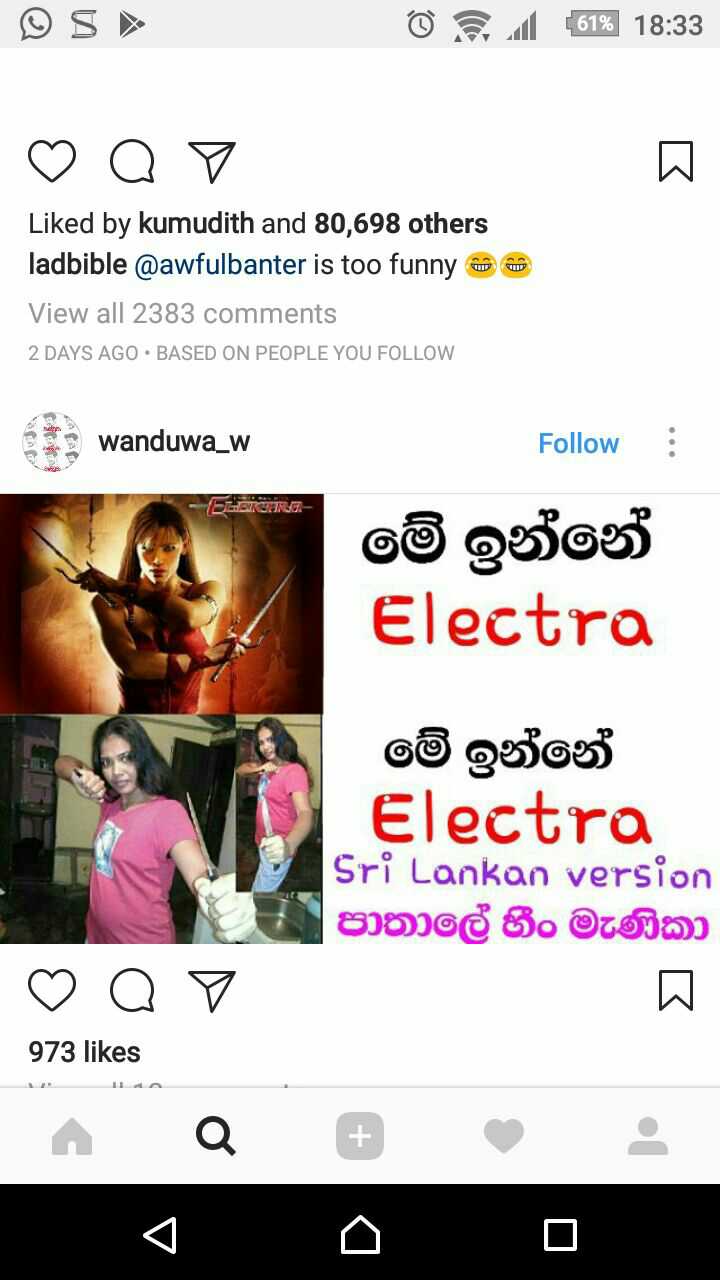 61% 18:33
Liked by kumudith and 80,698 others
ladbible @awfulbanter is too funny 😂😂
View all 2383 comments
2 DAYS AGO • BASED ON PEOPLE YOU FOLLOW
wanduwa_w
Follow
ELEKTRA
මේ ඉන්නේ
Electra
මේ ඉන්නේ
Electra
Sri Lankan version
පාතාලේ හීං මැණිකා
973 likes